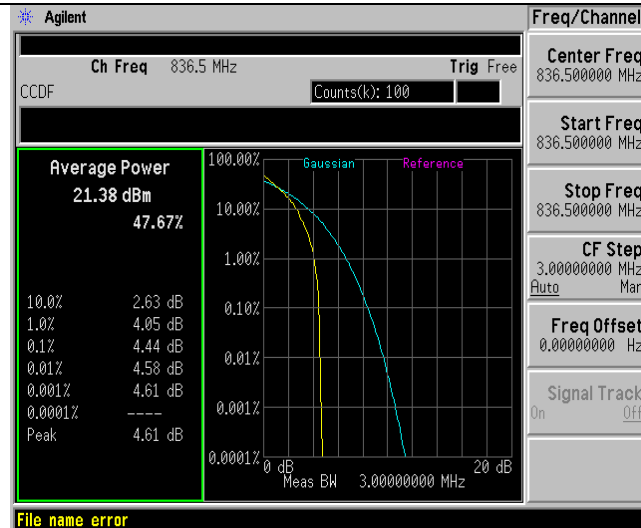 Agilent
Freq/Channel
Ch Freq 836.5 MHz Trig Free
CCDF Counts(k): 100
Average Power
21.38 dBm
47.67%
10.0% 2.63 dB
1.0% 4.05 dB
0.1% 4.44 dB
0.01% 4.58 dB
0.001% 4.61 dB
0.0001% ----
Peak 4.61 dB
Gaussian Reference
100.00%
10.00%
1.00%
0.10%
0.01%
0.001%
0.0001%
0 dB 20 dB
Meas BW 3.00000000 MHz
Center Freq
836.500000 MHz
Start Freq
836.500000 MHz
Stop Freq
836.500000 MHz
CF Step
3.00000000 MHz
Auto Man
Freq Offset
0.00000000 Hz
Signal Track
On Off
File name error